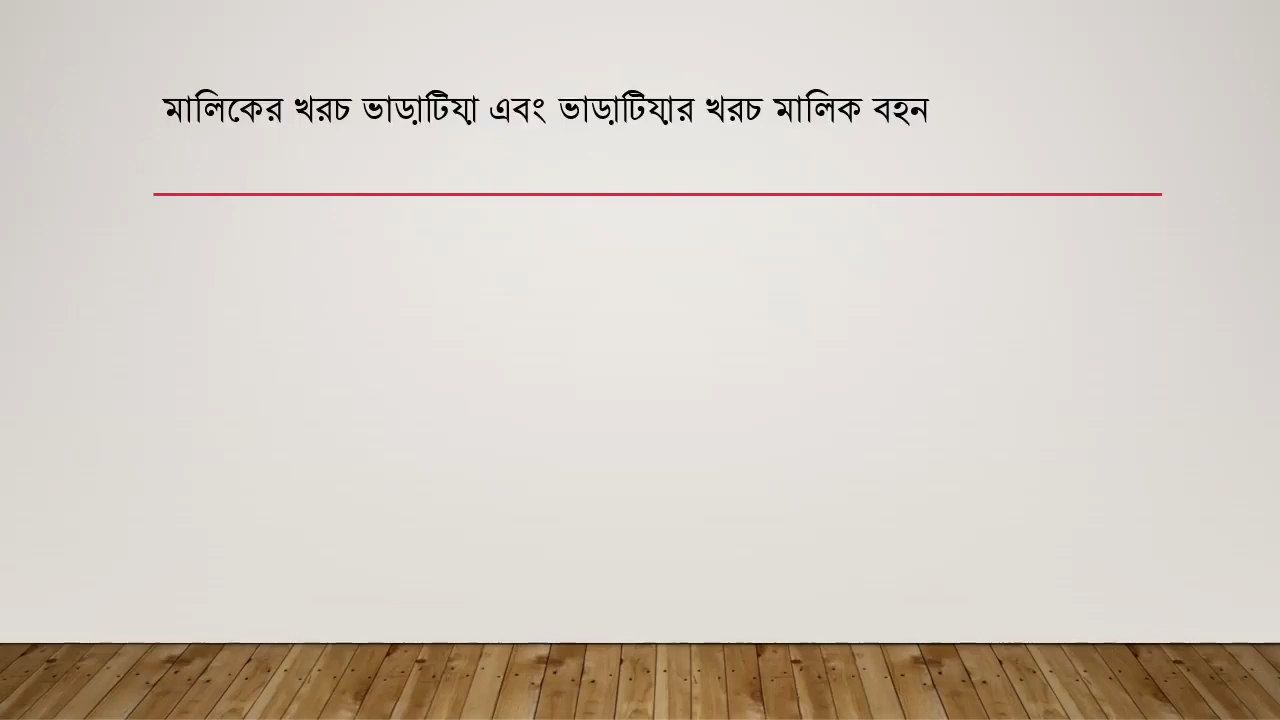 মালিকের খরচ ভাড়াটিয়া এবং ভাড়াটিয়ার খরচ মালিক বহন